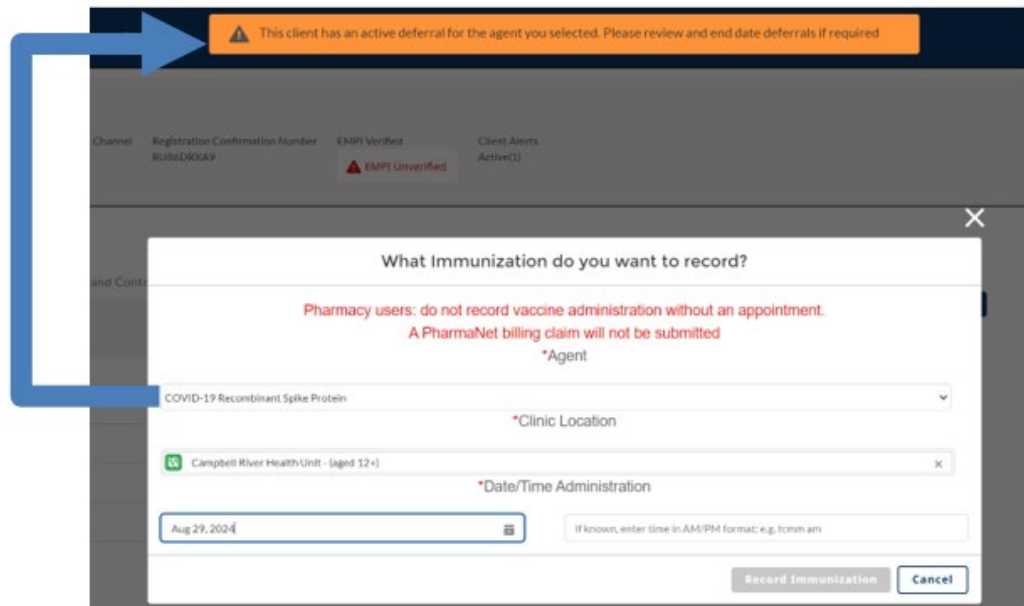 This client has an active deferral for the agent you selected. Please review and end date deferrals if required
Channel Registration Confirmation Number EMPI Verified Client Alerts
RU86DRXA9 EMPI Unverified Active(1)
What Immunization do you want to record?
and Contr
Pharmacy users: do not record vaccine administration without an appointment.
A PharmaNet billing claim will not be submitted
*Agent
COVID-19 Recombinant Spike Protein
*Clinic Location
Campbell River Health Unit - (aged 12+)
*Date/Time Administration
Aug 29, 2024 If known, enter time in AM/PM format: e.g.
Record Immunization Cancel